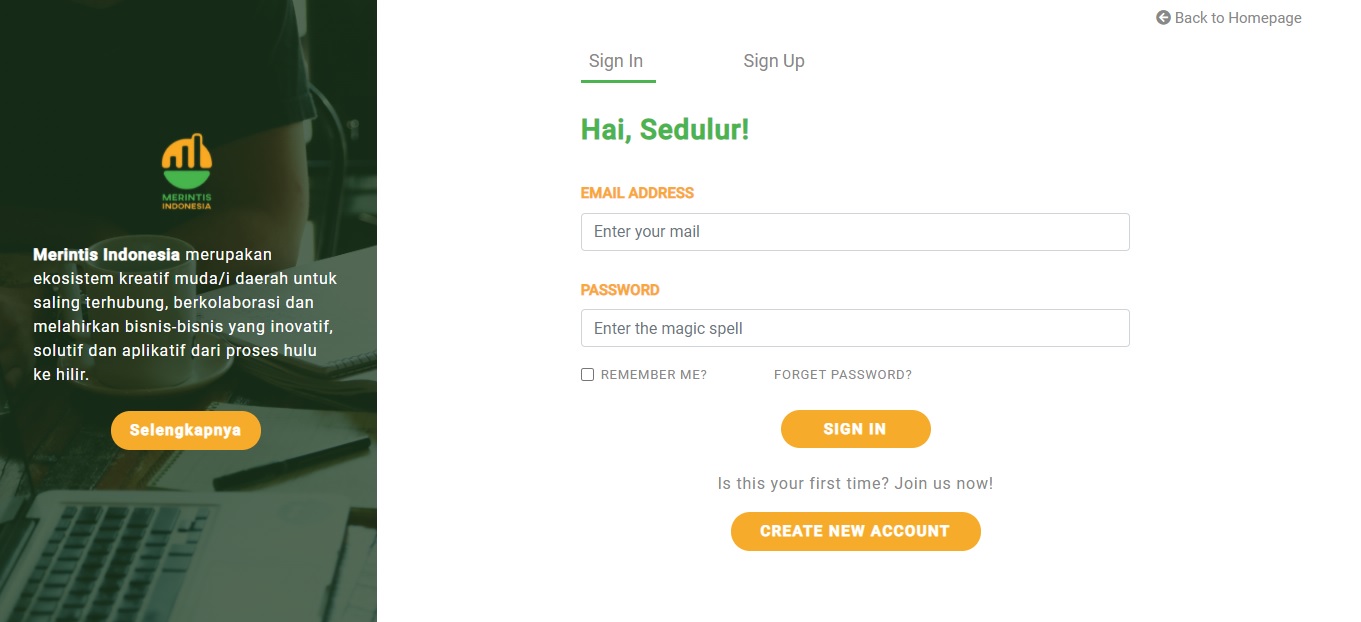 Back to Homepage
Sign In
Sign Up
Hai, Sedulur!
EMAIL ADDRESS
Enter your mail
PASSWORD
Enter the magic spell
REMEMBER ME?
FORGET PASSWORD?
SIGN IN
Is this your first time? Join us now!
CREATE NEW ACCOUNT
MERINTIS
INDONESIA
Merintis Indonesia merupakan
ekosistem kreatif muda/i daerah untuk
saling terhubung, berkolaborasi dan
melahirkan bisnis-bisnis yang inovatif,
solutif dan aplikatif dari proses hulu
ke hilir.
Selengkapnya